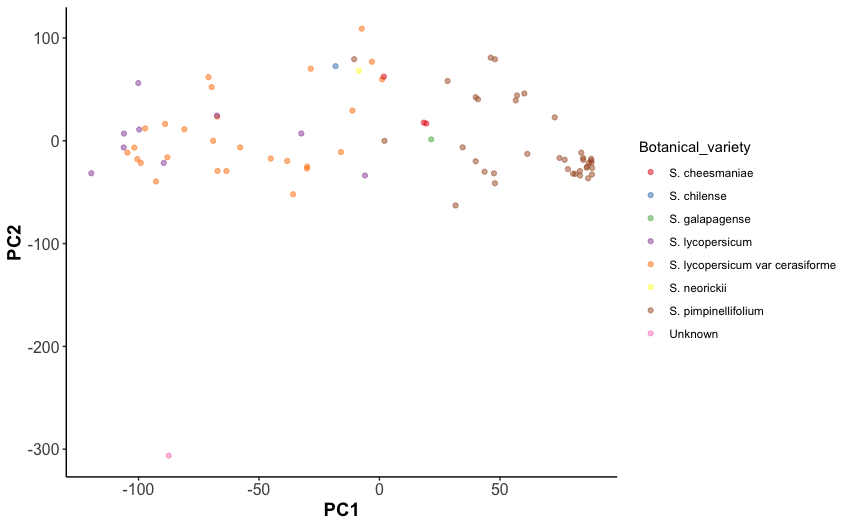 100
0
-100
-200
-300
PC2
-100
-50
0
50
PC1
Botanical_variety
S. cheesmaniae
S. chilense
S. galapagense
S. lycopersicum
S. lycopersicum var cerasiforme
S. neorickii
S. pimpinellifolium
Unknown